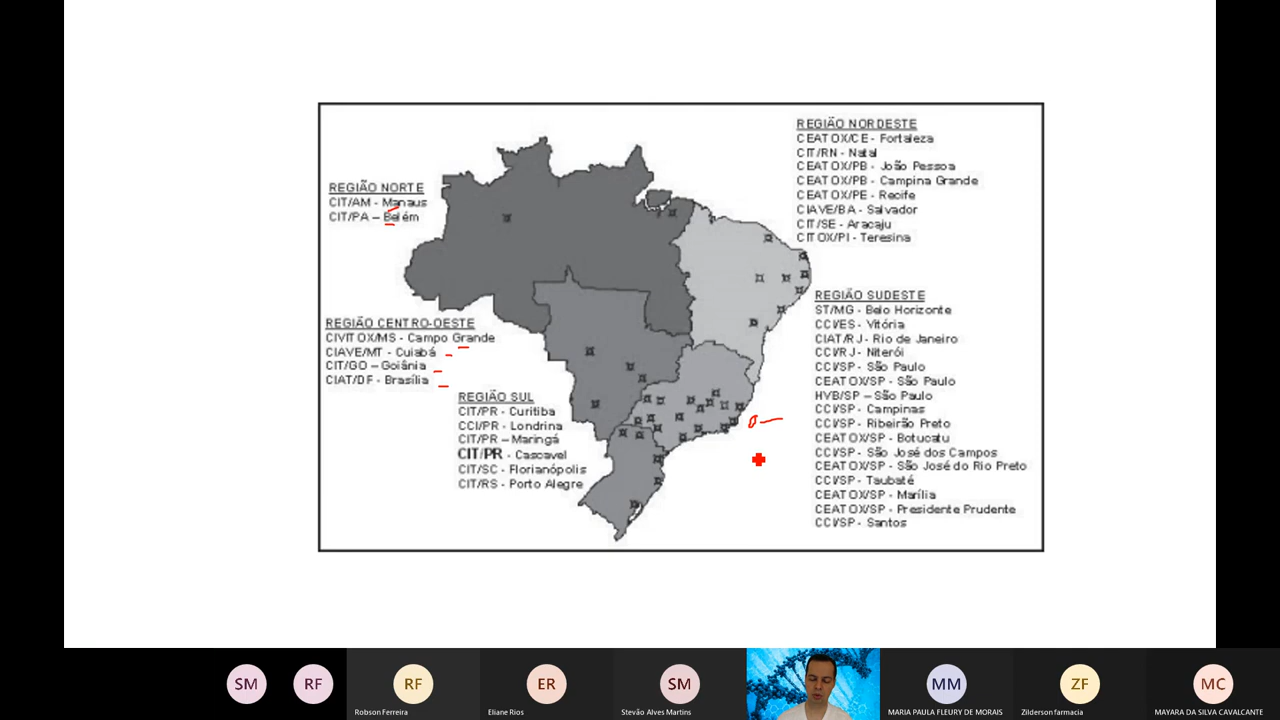 REGIÃO NORTE
CIT/AM - Manaus
CIT/PA – Belém
REGIÃO CENTRO-OESTE
CIVITOX/MS - Campo Grande
CIAVE/MT - Cuiabá
CIT/GO – Goiânia
CIAT/DF - Brasília
REGIÃO SUL
CIT/PR - Curitiba
CCI/PR - Londrina
CIT/PR – Maringá
CIT/PR - Cascavel
CIT/SC - Florianópolis
CIT/RS - Porto Alegre
REGIÃO NORDESTE
CEATOX/CE - Fortaleza
CIT/RN - Natal
CEATOX/PB - João Pessoa
CEATOX/PB - Campina Grande
CEATOX/PE - Recife
CIAVE/BA - Salvador
CIT/SE - Aracaju
CITOX/PI - Teresina
REGIÃO SUDESTE
ST/MG - Belo Horizonte
CCI/ES - Vitória
CIAT/RJ - Rio de Janeiro
CCI/RJ - Niterói
CCI/SP - São Paulo
CEATOX/SP - São Paulo
HVB/SP – São Paulo
CCI/SP - Campinas
CCI/SP - Ribeirão Preto
CEATOX/SP - Botucatu
CCI/SP - São José dos Campos
CEATOX/SP - São José do Rio Preto
CCI/SP - Taubaté
CEATOX/SP - Marília
CEATOX/SP - Presidente Prudente
CCI/SP - Santos
SM
RF
RF
ER
SM
MM
ZF
MC
Robson Ferreira
Eliane Rios
Stevão Alves Martins
MARIA PAULA FLEURY DE MORAIS
Zilderson farmacia
MAYARA DA SILVA CAVALCANTE